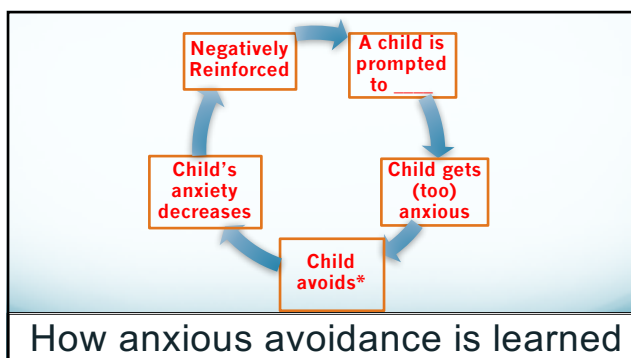 Negatively
Reinforced
A child is
prompted
to ____
Child gets
(too)
anxious
Child
avoids*
Child's
anxiety
decreases
How anxious avoidance is learned